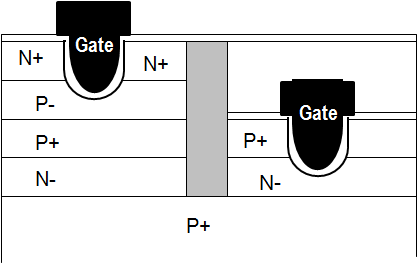 Gate
N+ N+
P-
P+
N-
Gate
P+
N-
P+